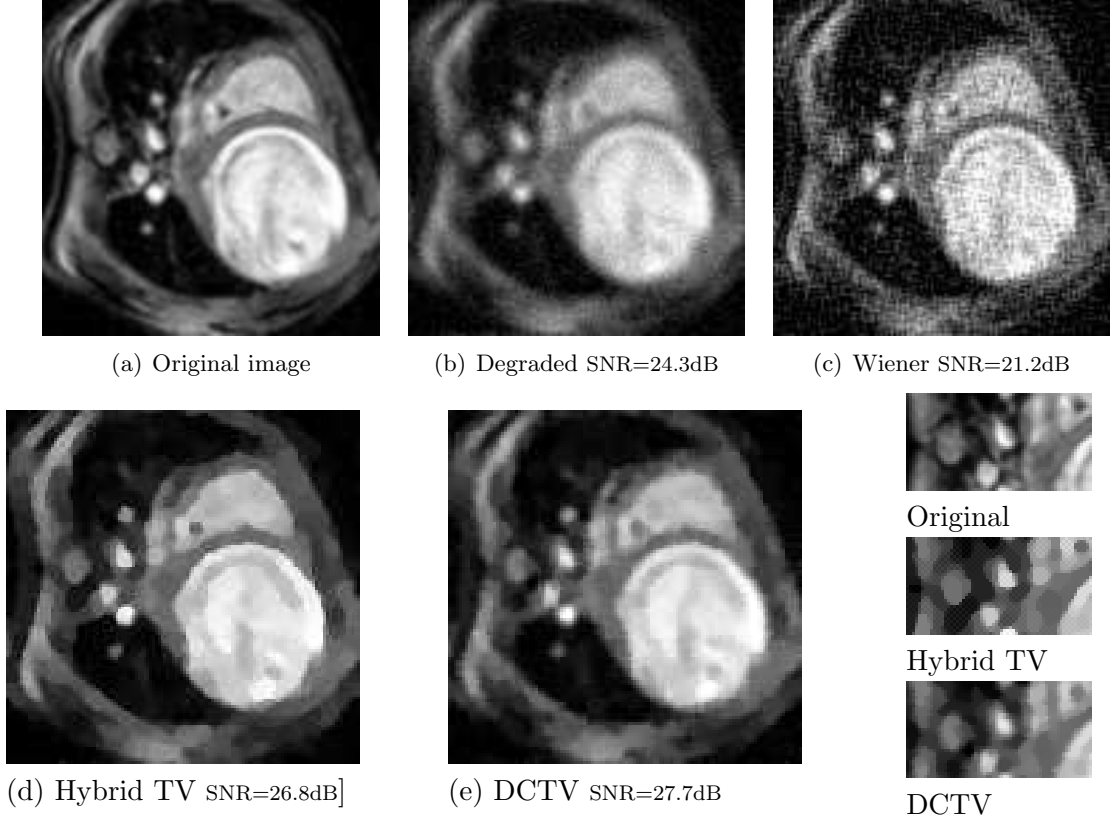 (a) Original image
(b) Degraded SNR=24.3dB
(c) Wiener SNR=21.2dB
(d) Hybrid TV SNR=26.8dB]
(e) DCTV SNR=27.7dB
Original
Hybrid TV
DCTV